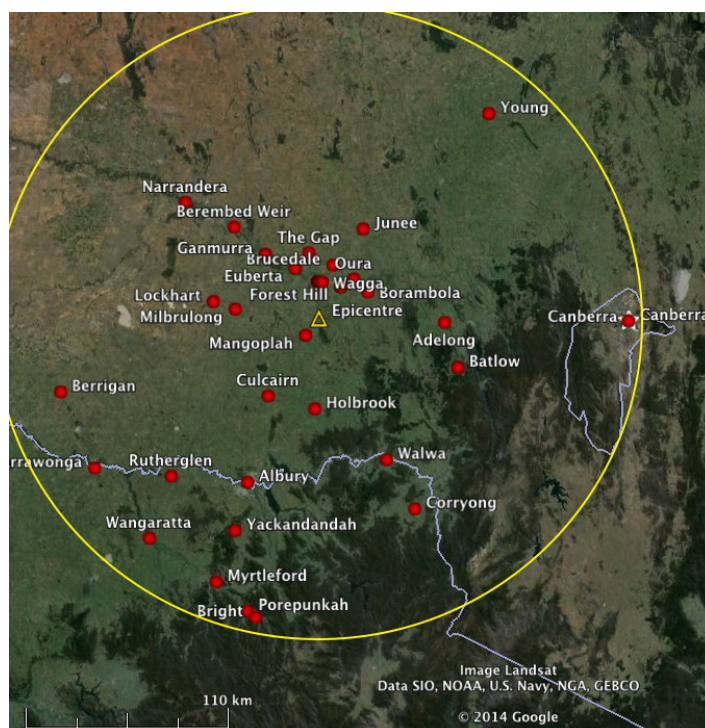 Young
Narrandera
Berembed Weir
Junee
The Gap
Ganmurra
Brucedale
Oura
Euberta
Wagga
Forest Hill
Borambola
Lockhart
Milbrulong
Epicentre
Canberra
Canberra
Adelong
Mangoplah
Batlow
Culcairn
Berrigan
Holbrook
Walwa
Rutherglen
rrawonga
Albury
Corryong
Wangaratta
Yackandandah
Myrtleford
Porepunkah
Bright
Image Landsat
Data SIO, NOAA, U.S. Navy, NGA, GEBCO
110 km
© 2014 Google